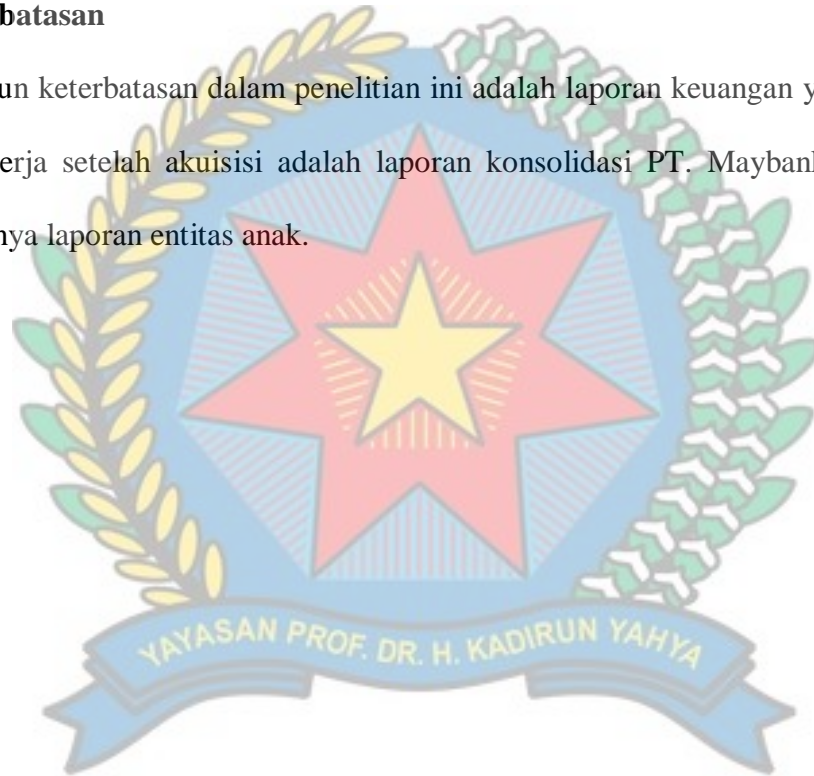 batasan
un keterbatasan dalam penelitian ini adalah laporan keuangan y
erja setelah akuisisi adalah laporan konsolidasi PT. Maybank
nya laporan entitas anak.
YAYASAN PROF. DR. H. KADIRUN YAHYA